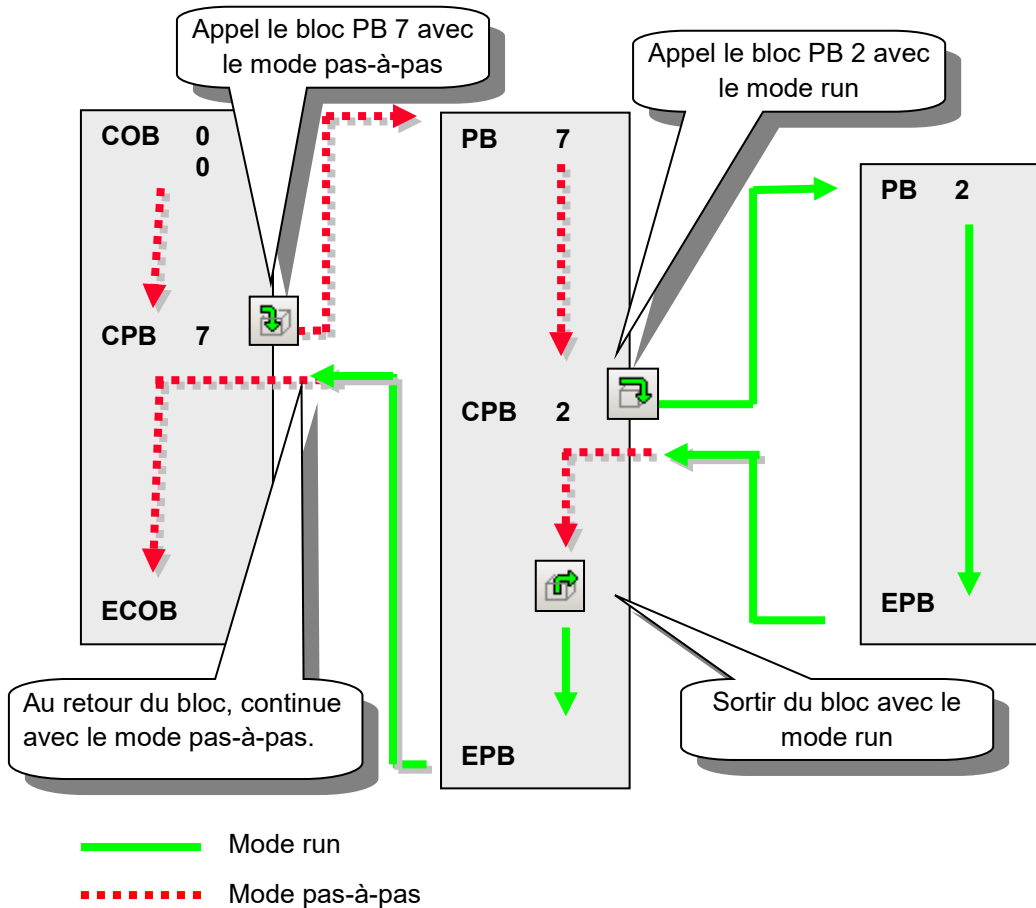 Appel le bloc PB 7 avec
le mode pas-à-pas
Appel le bloc PB 2 avec
le mode run
COB 0
0
CPB 7
ECOB
PB 7
CPB 2
EPB
PB 2
EPB
Au retour du bloc, continue
avec le mode pas-à-pas.
Sortir du bloc avec le
mode run
Mode run
Mode pas-à-pas